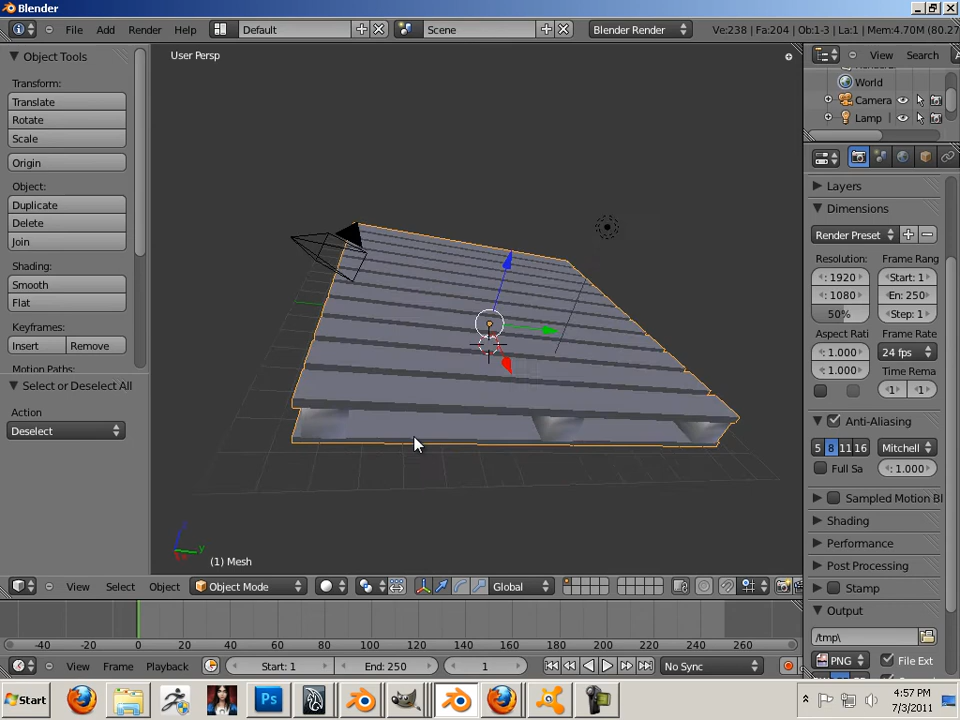 Blender
File Add Render Help Default Scene Blender Render Ve:238 | Fa:204 | Ob:1-3 | La:1 | Mem:4.70M (80.27
Object Tools
Transform:
Translate
Rotate
Scale
Origin
Object:
Duplicate
Delete
Join
Shading:
Smooth
Flat
Keyframes:
Insert Remove
Motion Paths:
Select or Deselect All
Action
Deselect
User Persp
(1) Mesh
View Select Object Object Mode Global
View Search
World
Camera
Lamp
Layers
Dimensions
Render Preset
Resolution: Frame Rang
: 1920 Start: 1
: 1080 En: 250
50% Step: 1
Aspect Rati Frame Rate
: 1.000 24 fps
: 1.000 Time Rema
1 1
Anti-Aliasing
5 8 11 16 Mitchell
Full Sa : 1.000
Sampled Motion Bl
Shading
Performance
Post Processing
Stamp
Output
/tmp\
PNG File Ext
-40 -20 0 20 40 60 80 100 120 140 160 180 200 220 240 260
View Frame Playback Start: 1 End: 250 1 No Sync
Start Ps 4:57 PM
7/3/2011